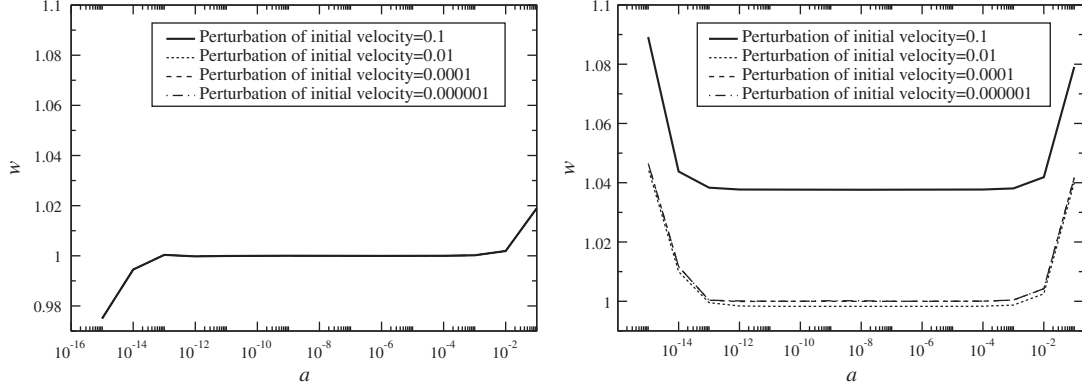 1.1
Perturbation of initial velocity=0.1
Perturbation of initial velocity=0.01
Perturbation of initial velocity=0.0001
Perturbation of initial velocity=0.000001
1.08
1.06
1.04
1.02
1
0.98
w
10^-16
10^-14
10^-12
10^-10
10^-8
10^-6
10^-4
10^-2
a
1.1
Perturbation of initial velocity=0.1
Perturbation of initial velocity=0.01
Perturbation of initial velocity=0.0001
Perturbation of initial velocity=0.000001
1.08
1.06
1.04
1.02
1
w
10^-14
10^-12
10^-10
10^-8
10^-6
10^-4
10^-2
a